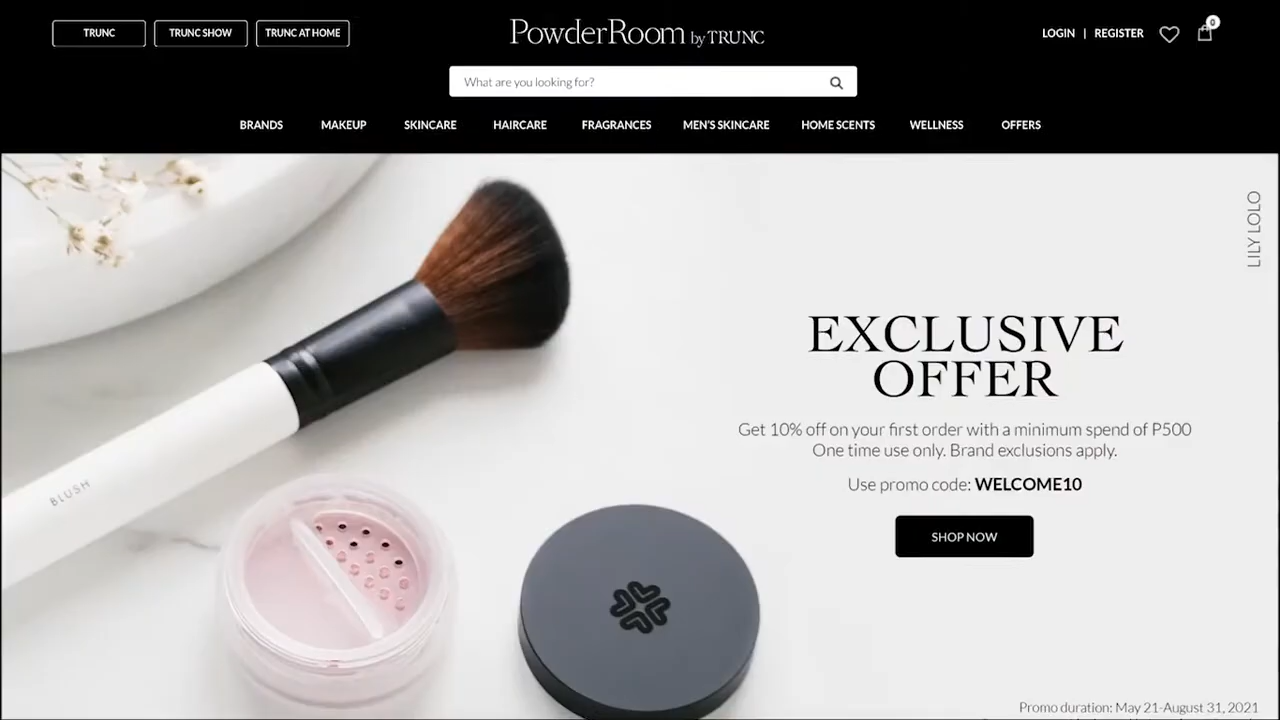 TRUNC
TRUNC SHOW
TRUNC AT HOME
PowderRoom by TRUNC
LOGIN | REGISTER
0
What are you looking for?
BRANDS
MAKEUP
SKINCARE
HAIRCARE
FRAGRANCES
MEN'S SKINCARE
HOME SCENTS
WELLNESS
OFFERS
LILY LOLO
EXCLUSIVE
OFFER
Get 10% off on your first order with a minimum spend of P500
One time use only. Brand exclusions apply.
Use promo code: WELCOME10
SHOP NOW
BLUSH
Promo duration: May 21-August 31, 2021